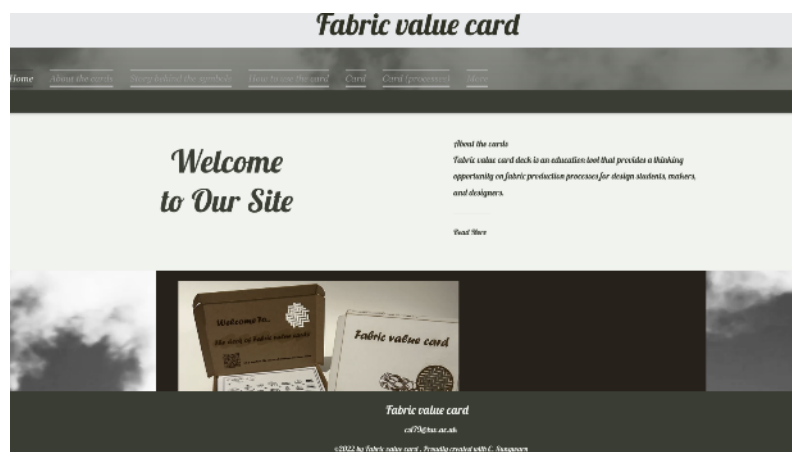 Fabric value card
Home About the cards Story behind the symbols How to use the card Card Card (processes) More
Welcome
to Our Site
About the cards
Fabric value card deck is an education tool that provides a thinking
opportunity on fabric production processes for design students, makers,
and designers.
Read More
Welcome to..
Fabric value card
Fabric value card
©2022 by Fabric value card . Proudly created with